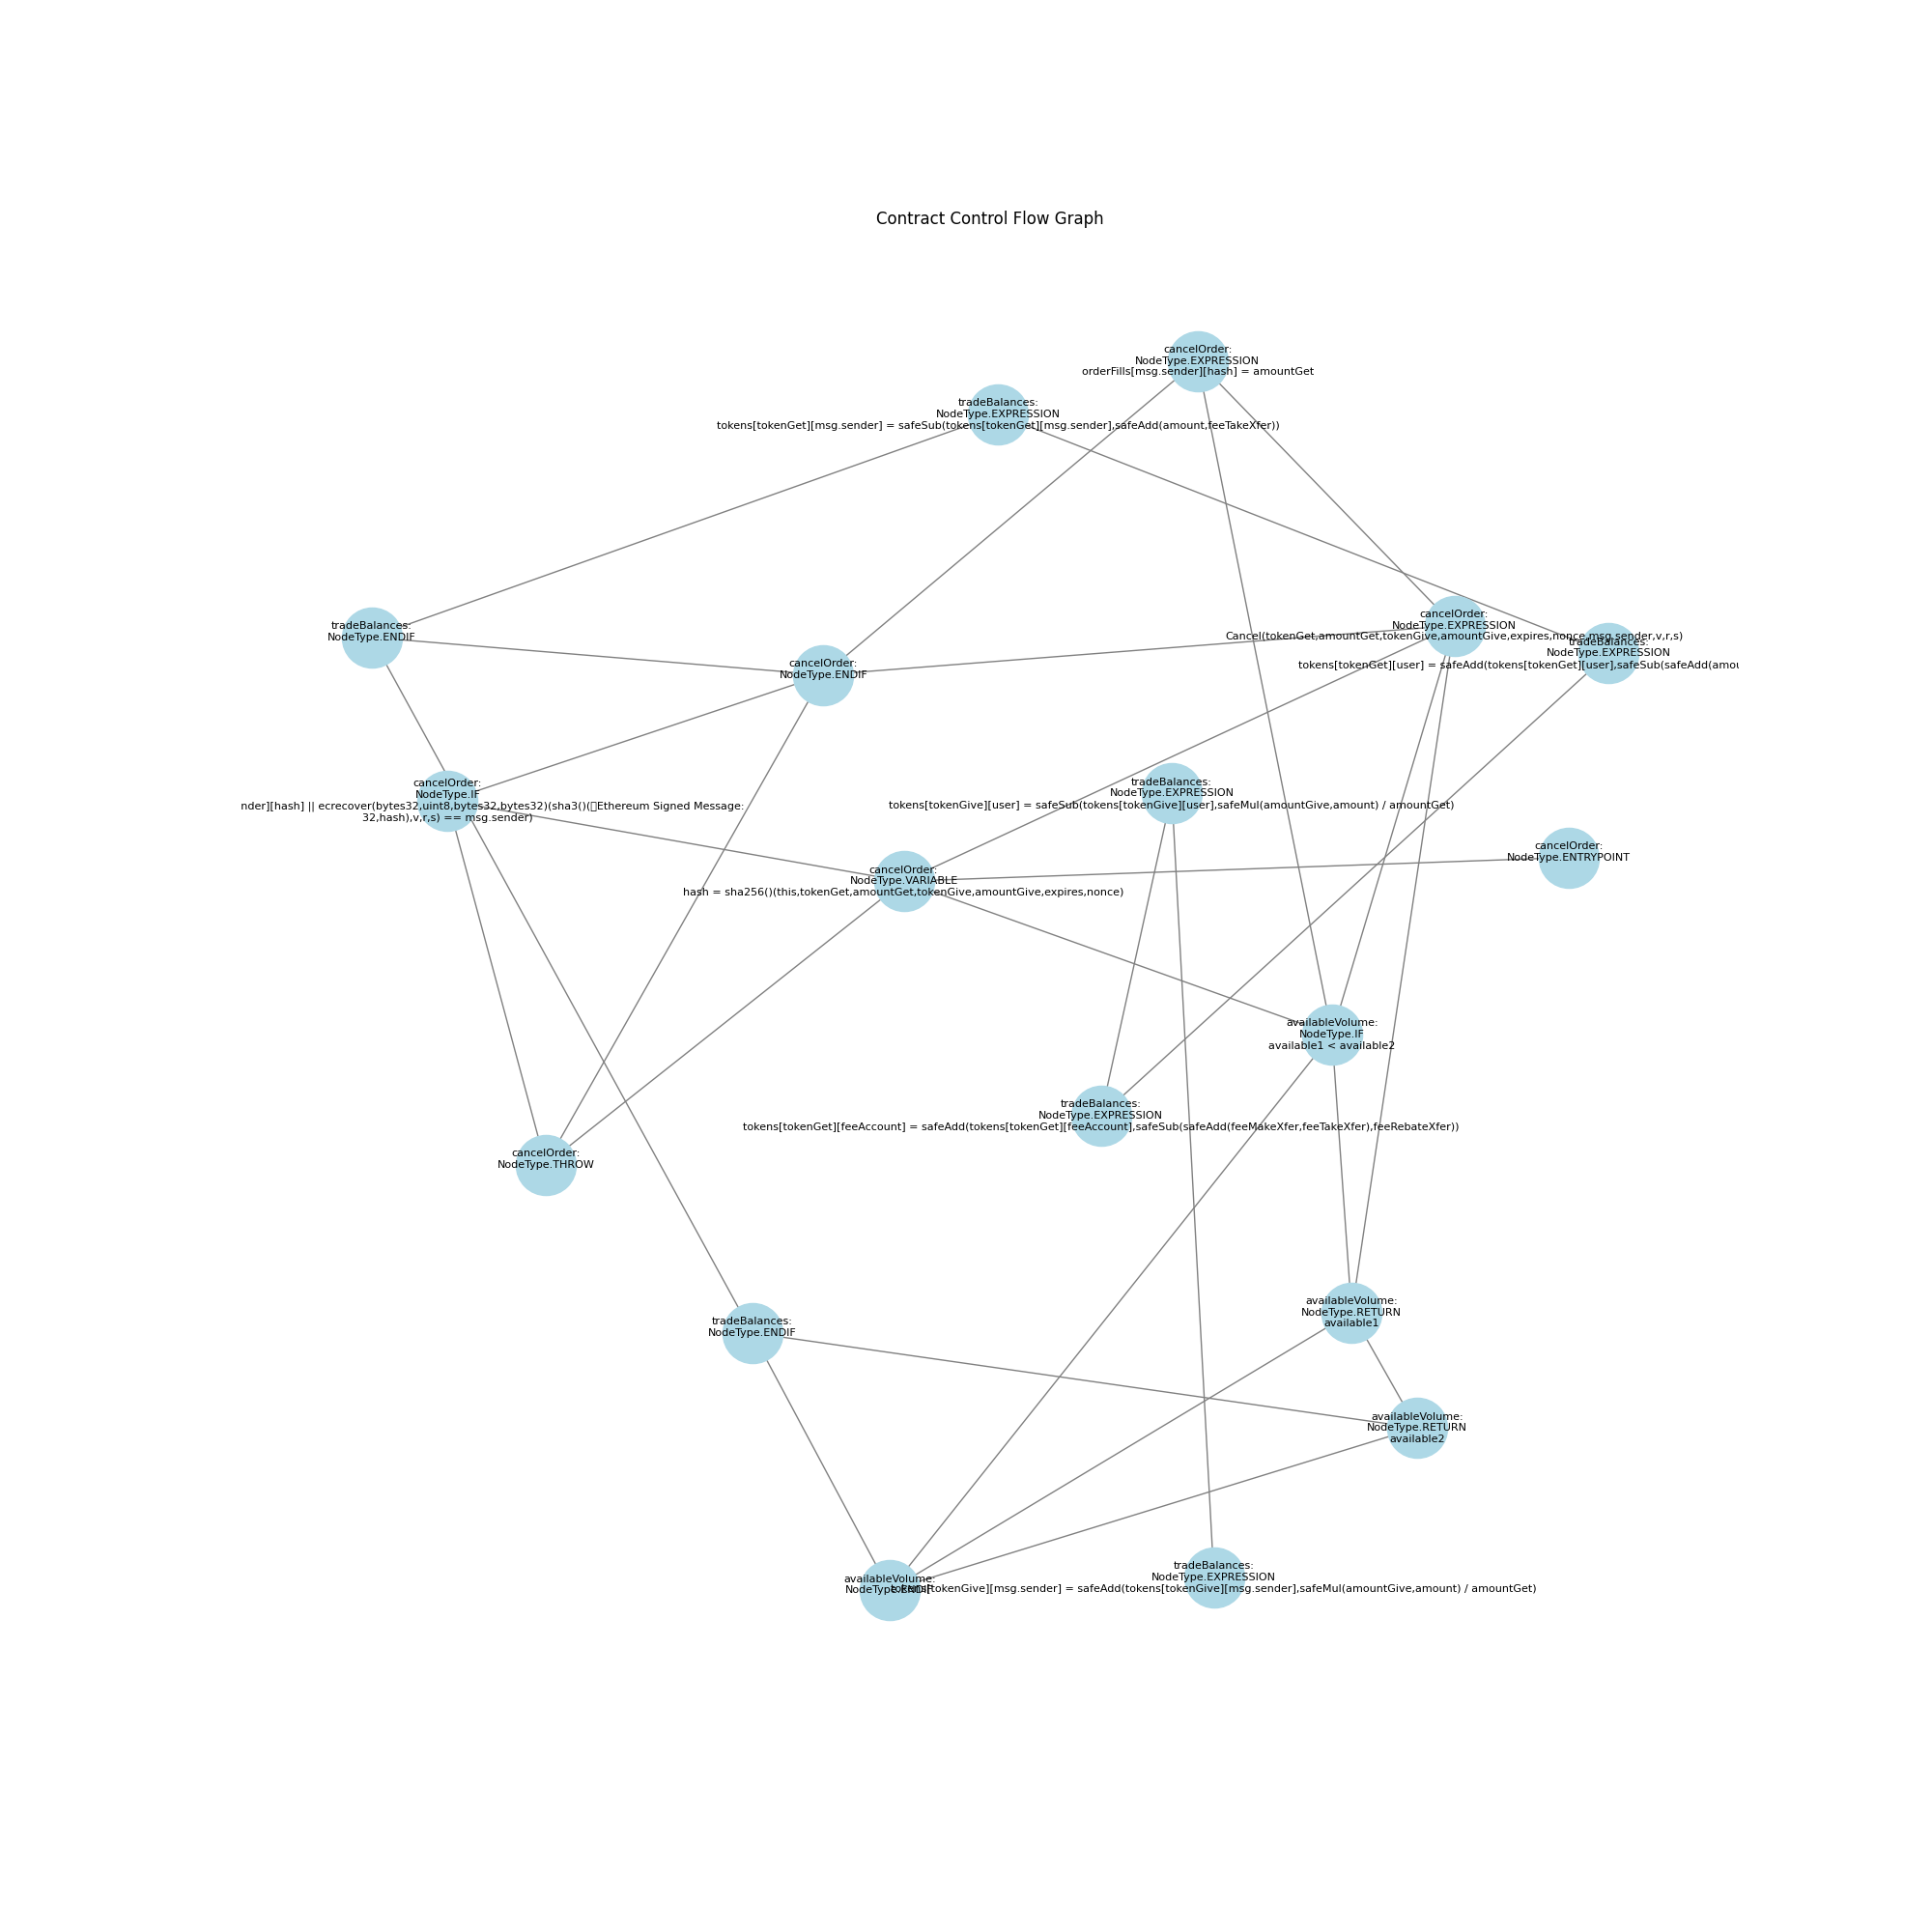 Contract Control Flow Graph
cancelOrder:
NodeType.EXPRESSION
orderFills[msg.sender][hash] = amountGet
tradeBalances:
NodeType.EXPRESSION
tokens[tokenGet][msg.sender] = safeSub(tokens[tokenGet][msg.sender],safeAdd(amount,feeTakeXfer))
cancelOrder:
NodeType.EXPRESSION
Cancel(tokenGet,amountGet,tokenGive,amountGive,expires,nonce,msg.sender,v,r,s)
tradeBalances:
NodeType.ENDIF
tradeBalances:
NodeType.EXPRESSION
tokens[tokenGet][user] = safeAdd(tokens[tokenGet][user],safeSub(safeAdd(amou
cancelOrder:
NodeType.ENDIF
cancelOrder:
NodeType.IF
nder][hash] || ecrecover(bytes32,uint8,bytes32,bytes32)(sha3()(▯Ethereum Signed Message:
32,hash),v,r,s) == msg.sender)
tradeBalances:
NodeType.EXPRESSION
tokens[tokenGive][user] = safeSub(tokens[tokenGive][user],safeMul(amountGive,amount) / amountGet)
cancelOrder:
NodeType.ENTRYPOINT
cancelOrder:
NodeType.VARIABLE
hash = sha256()(this,tokenGet,amountGet,tokenGive,amountGive,expires,nonce)
availableVolume:
NodeType.IF
available1 < available2
tradeBalances:
NodeType.EXPRESSION
tokens[tokenGet][feeAccount] = safeAdd(tokens[tokenGet][feeAccount],safeSub(safeAdd(feeMakeXfer,feeTakeXfer),feeRebateXfer))
cancelOrder:
NodeType.THROW
availableVolume:
NodeType.RETURN
available1
tradeBalances:
NodeType.ENDIF
availableVolume:
NodeType.RETURN
available2
availableVolume:
NodeType.ENDIF
tradeBalances:
NodeType.EXPRESSION
tokens[tokenGive][msg.sender] = safeAdd(tokens[tokenGive][msg.sender],safeMul(amountGive,amount) / amountGet)